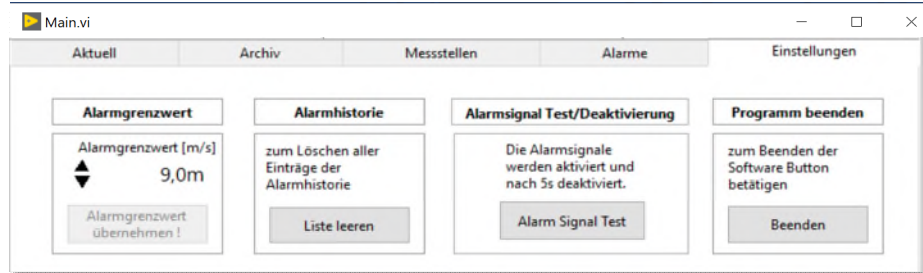 Main.vi
Aktuell
Archiv
Messstellen
Alarme
Einstellungen
Alarmgrenzwert
Alarmgrenzwert [m/s]
9,0m
Alarmgrenzwert
übernehmen !
Alarmhistorie
zum Löschen aller
Einträge der
Alarmhistorie
Liste leeren
Alarmsignal Test/Deaktivierung
Die Alarmsignale
werden aktiviert und
nach 5s deaktiviert.
Alarm Signal Test
Programm beenden
zum Beenden der
Software Button
betätigen
Beenden